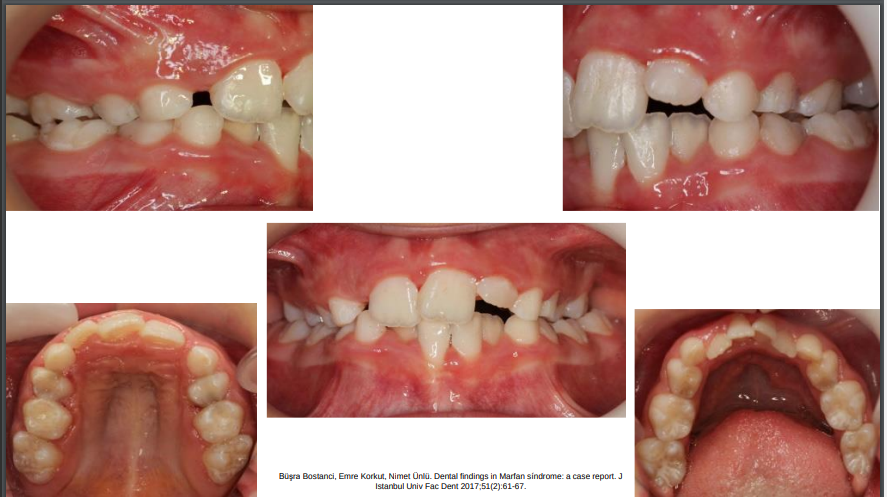 Büşra Bostanci, Emre Korkut, Nimet Ünlü. Dental findings in Marfan síndrome: a case report. J
Istanbul Univ Fac Dent 2017;51(2):61-67.